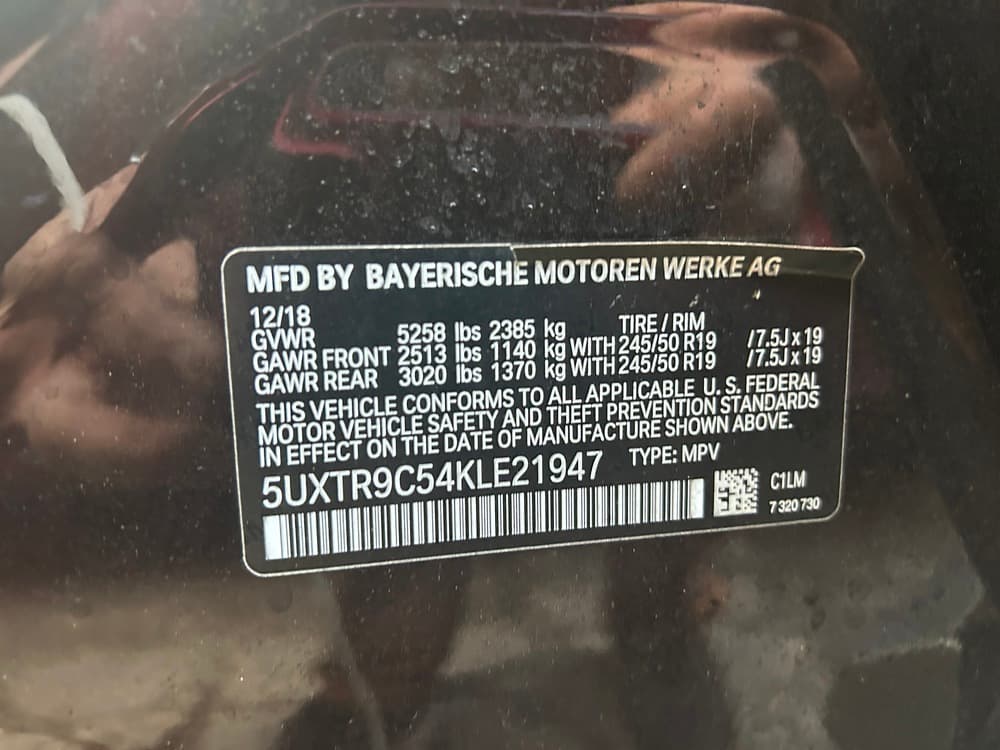 MFD BY BAYERISCHE MOTOREN WERKE AG
12/18
GVWR 5258 lbs 2385 kg TIRE / RIM
GAWR FRONT 2513 lbs 1140 kg WITH 245/50 R19 /7.5J x 19
GAWR REAR 3020 lbs 1370 kg WITH 245/50 R19 /7.5J x 19
THIS VEHICLE CONFORMS TO ALL APPLICABLE U. S. FEDERAL
MOTOR VEHICLE SAFETY AND THEFT PREVENTION STANDARDS
IN EFFECT ON THE DATE OF MANUFACTURE SHOWN ABOVE.
5UXTR9C54KLE21947 TYPE: MPV
C1LM
7 320 730